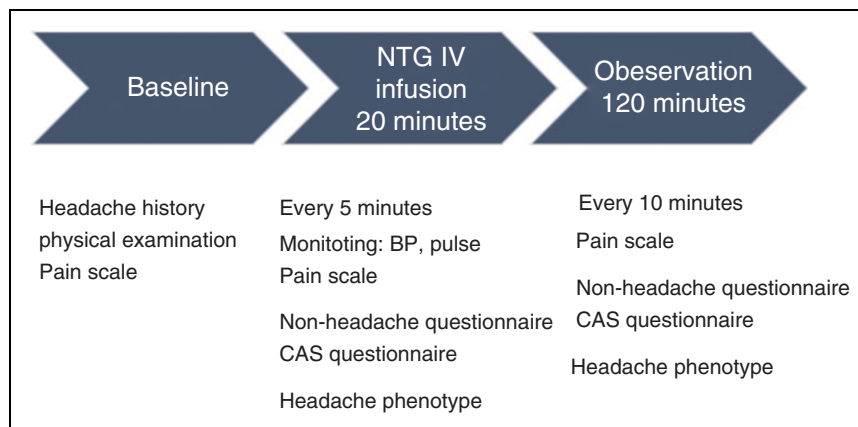 Baseline
NTG IV
infusion
20 minutes
Obeservation
120 minutes
Headache history
physical examination
Pain scale
Every 5 minutes
Monitoting: BP, pulse
Pain scale
Non-headache questionnaire
CAS questionnaire
Headache phenotype
Every 10 minutes
Pain scale
Non-headache questionnaire
CAS questionnaire
Headache phenotype